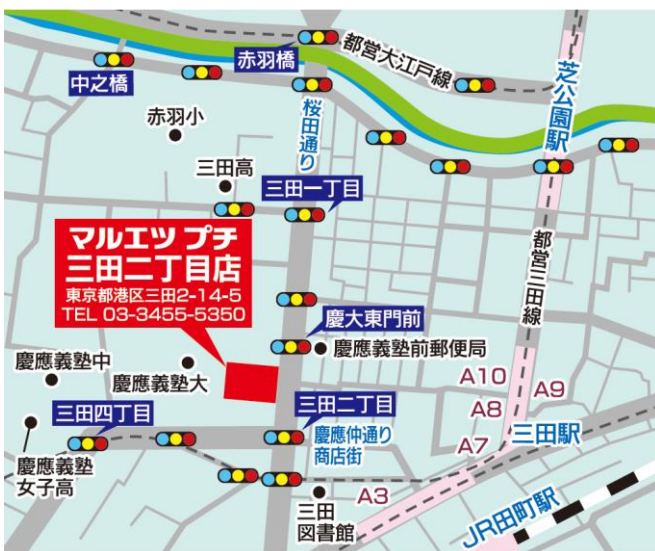 赤羽橋
都営大江戸線
中之橋
芝公園駅
赤羽小
桜田通り
三田高
三田一丁目
マルエツ プチ
三田二丁目店
東京都港区三田2-14-5
TEL 03-3455-5350
都営三田線
慶大東門前
慶應義塾前郵便局
慶應義塾中
慶應義塾大
A10
A9
A8
三田四丁目
三田二丁目
慶應仲通り
商店街
A7
三田駅
慶應義塾
女子高
A3
三田
図書館
JR田町駅